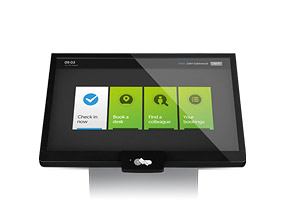 09:03
Check in
now
Book a
desk
Find a
colleague
Your
bookings